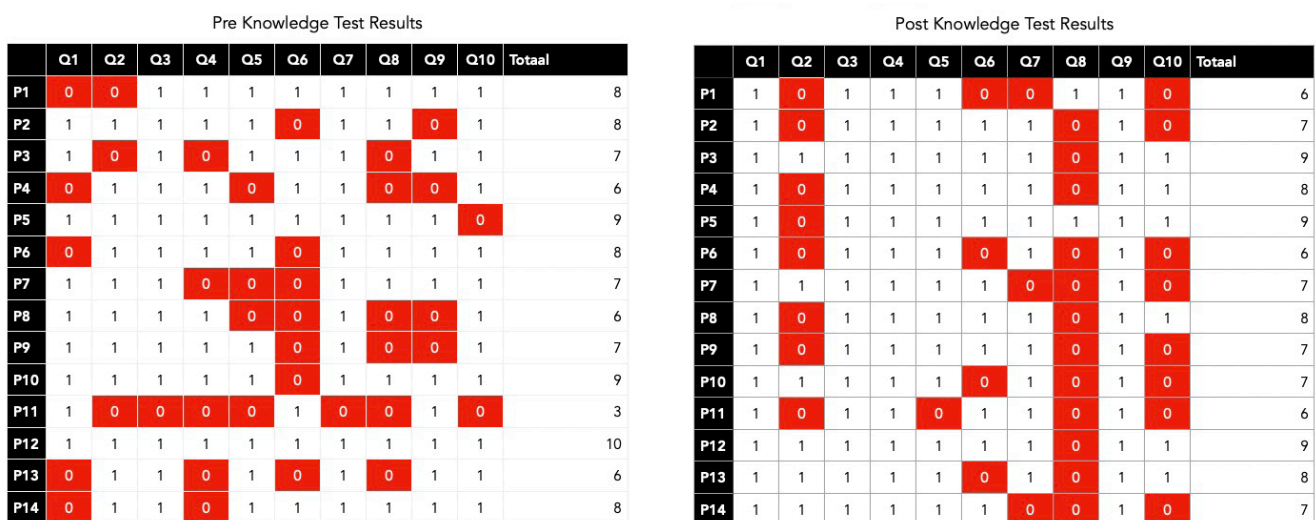 Pre Knowledge Test Results
Q1 Q2 Q3 Q4 Q5 Q6 Q7 Q8 Q9 Q10 Totaal
P1 0 0 1 1 1 1 1 1 1 1 8
P2 1 1 1 1 1 0 1 1 0 1 8
P3 1 0 1 0 1 1 1 0 1 1 7
P4 0 1 1 1 0 1 1 0 0 1 6
P5 1 1 1 1 1 1 1 1 1 0 9
P6 0 1 1 1 1 0 1 1 1 1 8
P7 1 1 1 0 0 0 1 1 1 1 7
P8 1 1 1 1 0 0 1 0 0 1 6
P9 1 1 1 1 1 0 1 0 0 1 7
P10 1 1 1 1 1 0 1 1 1 1 9
P11 1 0 0 0 0 1 0 0 1 0 3
P12 1 1 1 1 1 1 1 1 1 1 10
P13 0 1 1 0 1 0 1 0 1 1 6
P14 0 1 1 0 1 1 1 1 1 1 8
Post Knowledge Test Results
Q1 Q2 Q3 Q4 Q5 Q6 Q7 Q8 Q9 Q10 Totaal
P1 1 0 1 1 1 0 0 1 1 0 6
P2 1 0 1 1 1 1 1 0 1 0 7
P3 1 1 1 1 1 1 1 0 1 1 9
P4 1 0 1 1 1 1 1 0 1 1 8
P5 1 0 1 1 1 1 1 1 1 1 9
P6 1 0 1 1 1 0 1 0 1 0 6
P7 1 1 1 1 1 1 0 0 1 0 7
P8 1 0 1 1 1 1 1 0 1 1 8
P9 1 0 1 1 1 1 1 0 1 0 7
P10 1 1 1 1 1 0 1 0 1 0 7
P11 1 0 1 1 0 1 1 0 1 0 6
P12 1 1 1 1 1 1 1 0 1 1 9
P13 1 1 1 1 1 0 1 0 1 1 8
P14 1 1 1 1 1 1 0 0 1 0 7